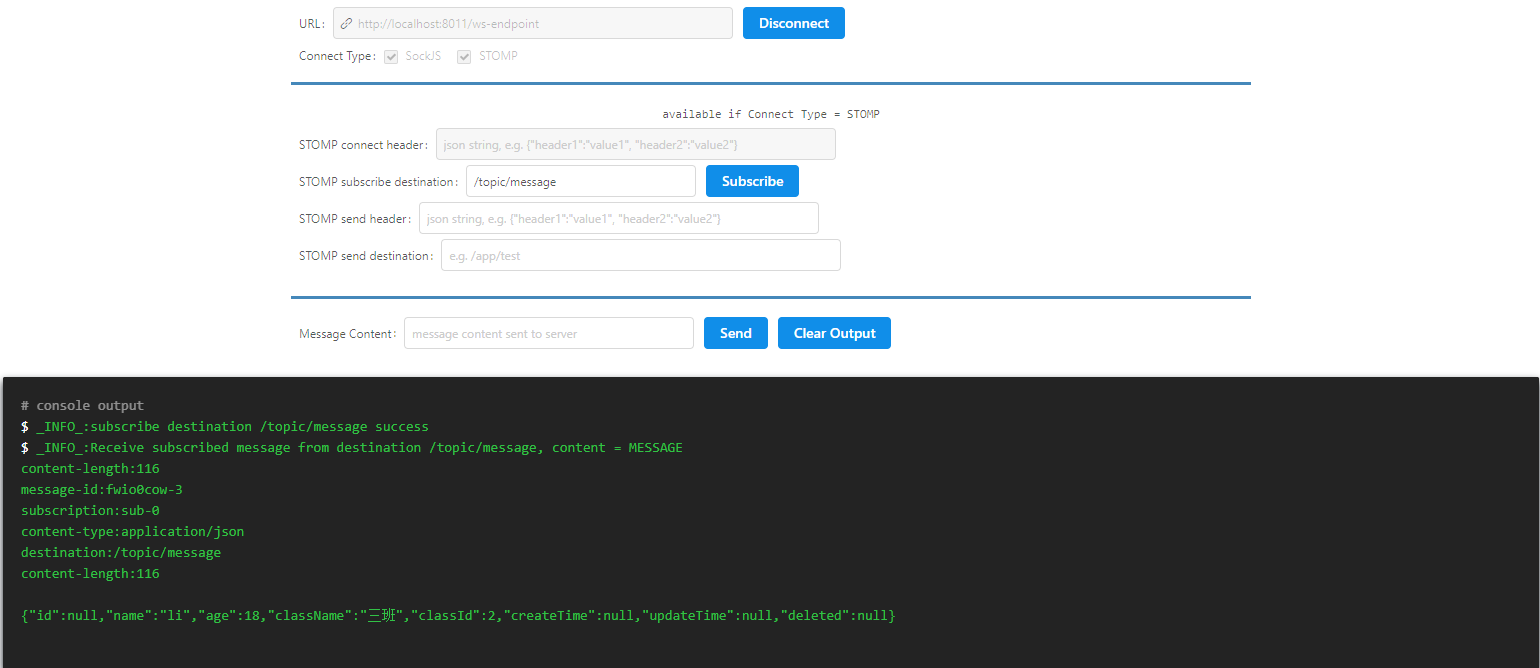 URL: http://localhost:8011/ws-endpoint Disconnect
Connect Type: SockJS STOMP
available if Connect Type = STOMP
STOMP connect header: json string, e.g. {"header1":"value1", "header2":"value2"}
STOMP subscribe destination: /topic/message Subscribe
STOMP send header: json string, e.g. {"header1":"value1", "header2":"value2"}
STOMP send destination: e.g. /app/test
Message Content: message content sent to server Send Clear Output
# console output
$ _INFO_:subscribe destination /topic/message success
$ _INFO_:Receive subscribed message from destination /topic/message, content = MESSAGE
content-length:116
message-id:fwio0cow-3
subscription:sub-0
content-type:application/json
destination:/topic/message
content-length:116
{"id":null,"name":"li","age":18,"className":"三班","classId":2,"createTime":null,"updateTime":null,"deleted":null}